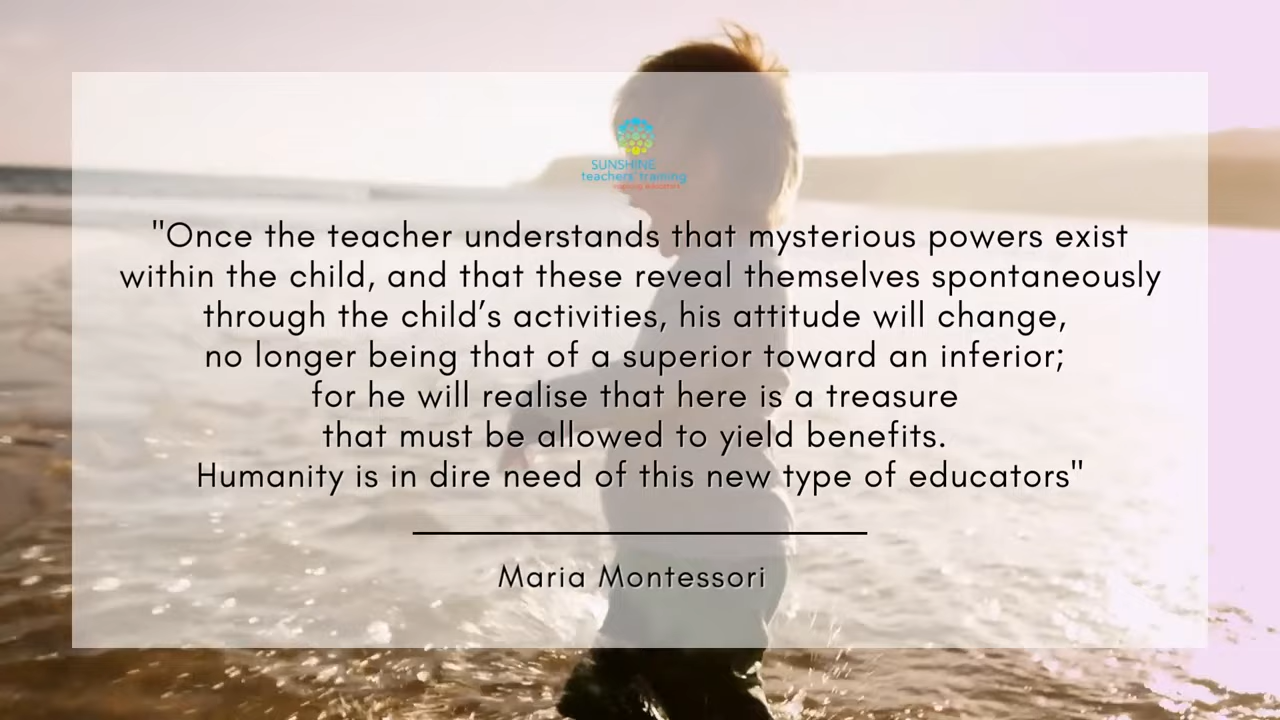 SUNSHINE
teachers' training
inspiring educators
"Once the teacher understands that mysterious powers exist
within the child, and that these reveal themselves spontaneously
through the child’s activities, his attitude will change,
no longer being that of a superior toward an inferior;
for he will realise that here is a treasure
that must be allowed to yield benefits.
Humanity is in dire need of this new type of educators"
Maria Montessori